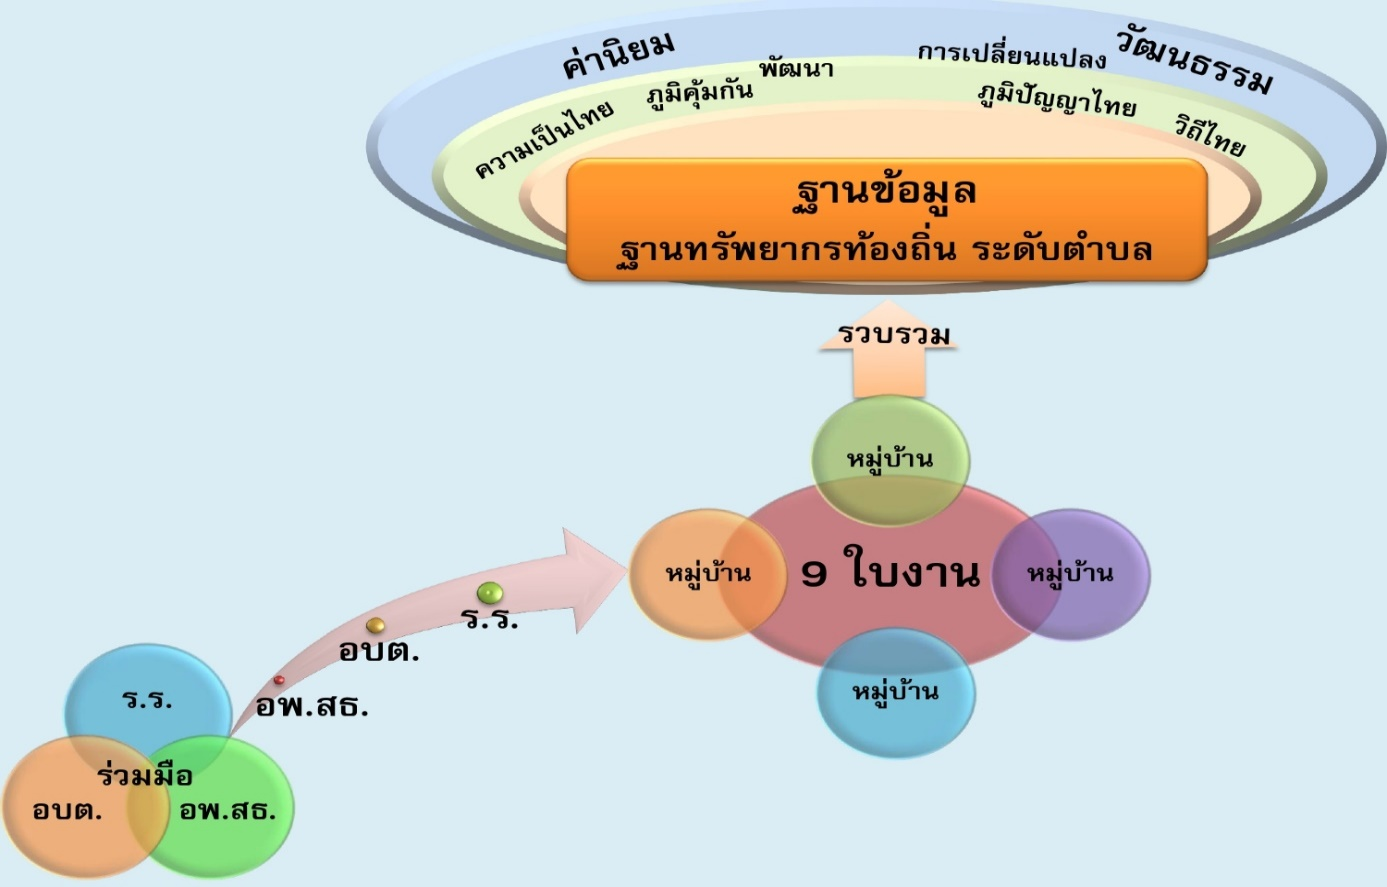 ค่านิยม
วัฒนธรรม
ความเป็นไทย
ภูมิคุ้มกัน
พัฒนา
การเปลี่ยนแปลง
ภูมิปัญญาไทย
วิถีไทย
ฐานข้อมูล
ฐานทรัพยากรท้องถิ่น ระดับตำบล
รวบรวม
หมู่บ้าน
หมู่บ้าน
9 ใบงาน
หมู่บ้าน
หมู่บ้าน
ร.ร.
อบต.
อพ.สธ.
ร.ร.
ร่วมมือ
อบต.
อพ.สธ.